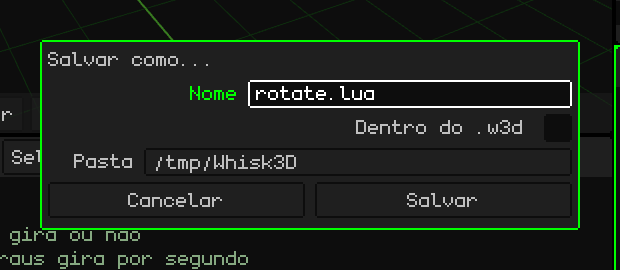 Salvar como...
Nome rotate.lua
r
Dentro do .w3d
Sel
Pasta /tmp/Whisk3D
Cancelar Salvar
gira ou não
raus gira por segundo